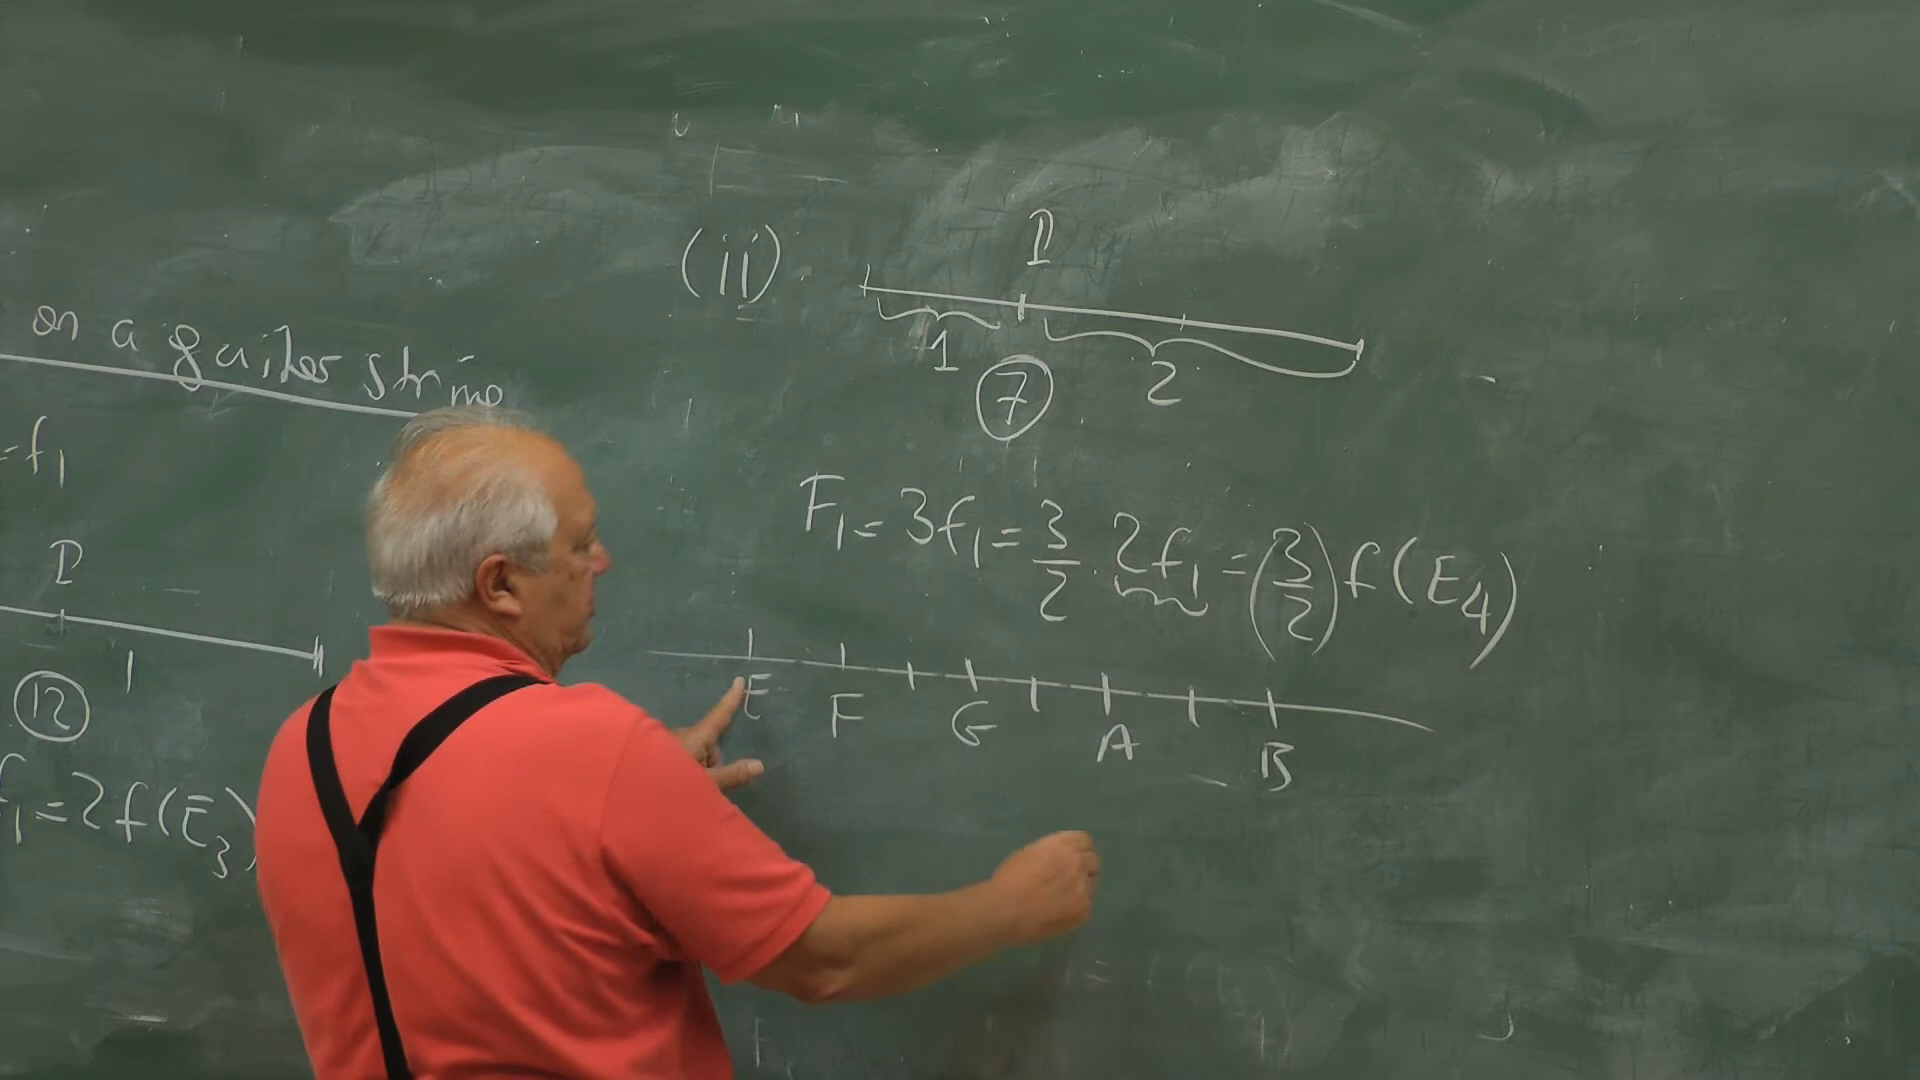 on a guitar string
=f₁
P
12
f₁=2f(E₃)
(ii)
P
1
7
2
F₁=3f₁=3/2·2f₁=(3/2)f(E₄)
E F G A B